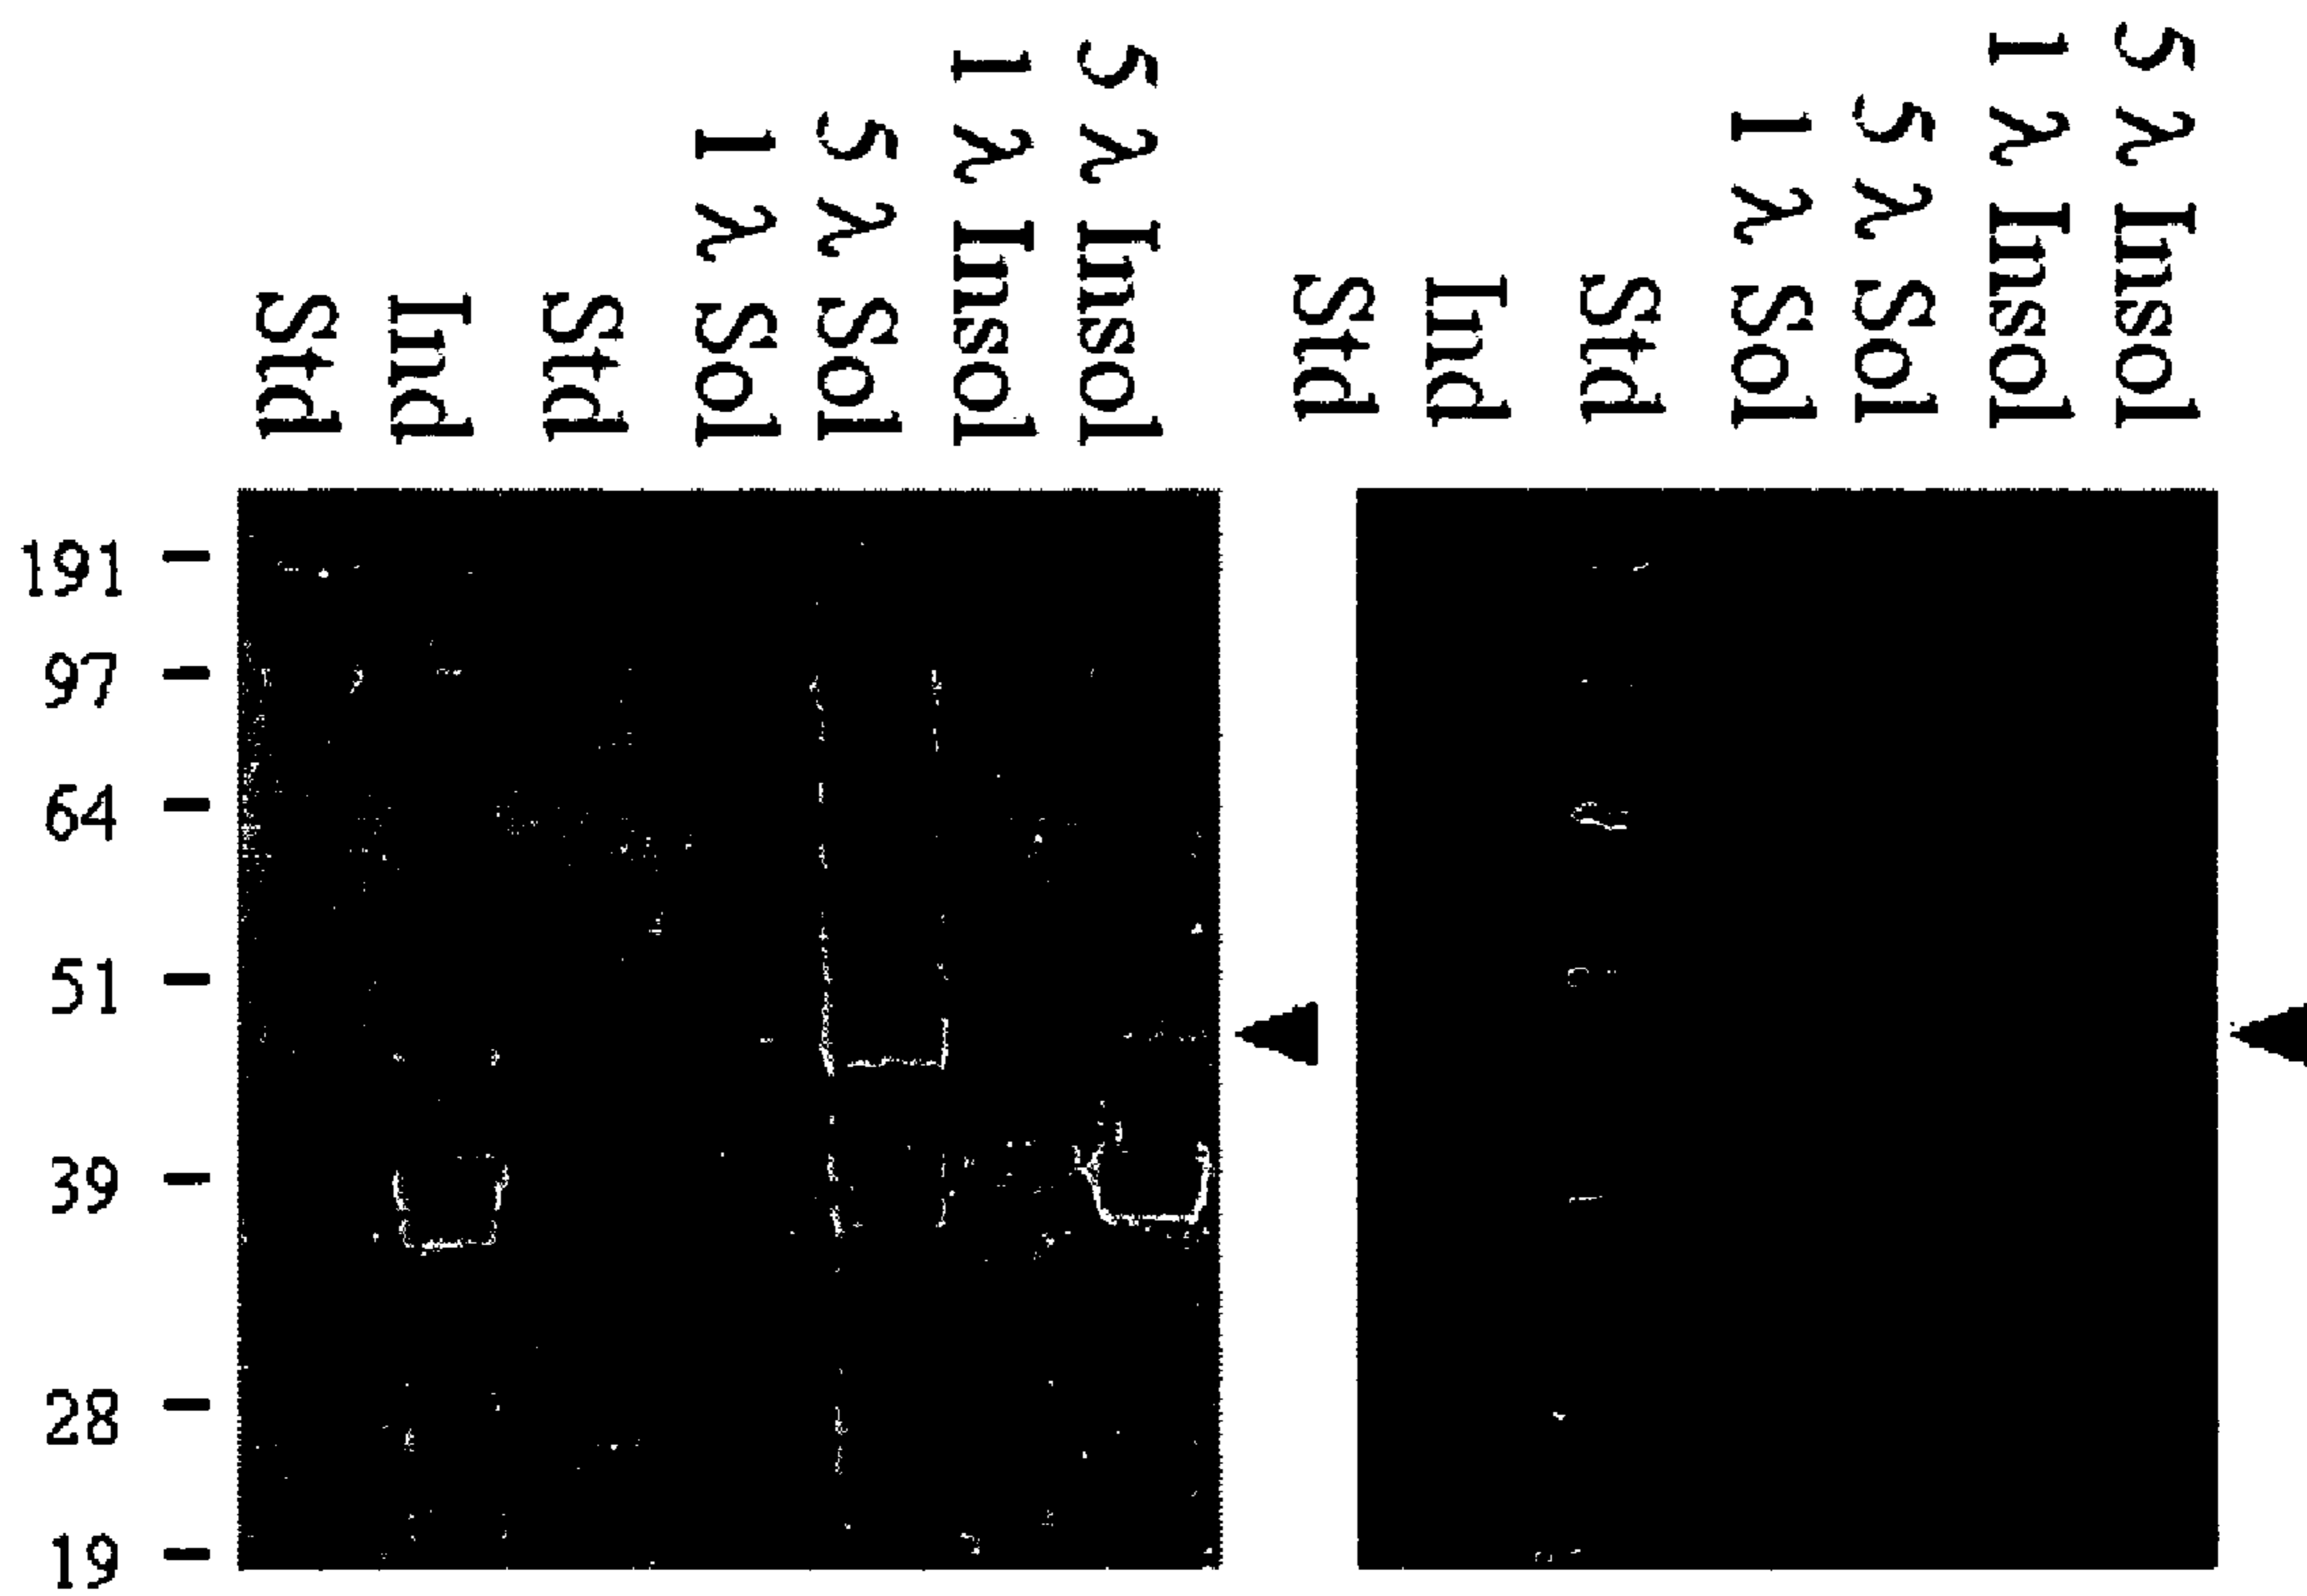 Std
Ind
Std
1 λ Sol
5 λ Sol
1 λ Insol
5 λ Insol
Std
Ind
Std
1 λ Sol
5 λ Sol
1 λ Insol
5 λ Insol
191
97
64
51
39
28
19